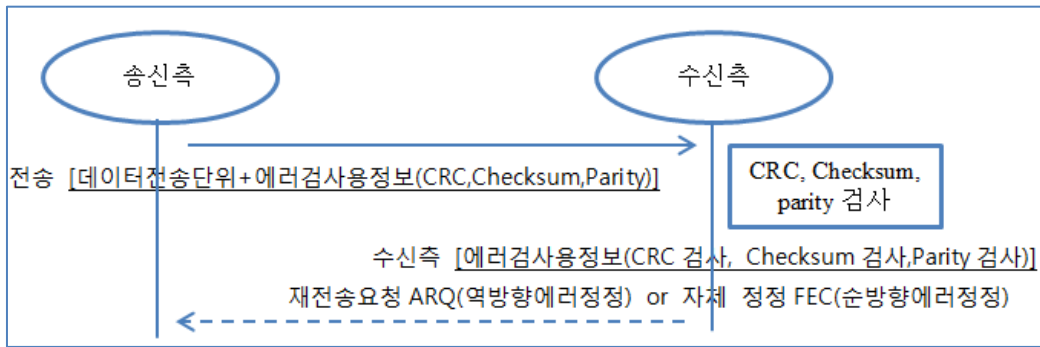 송신측
수신측
전송 [데이터전송단위+에러검사용정보(CRC,Checksum,Parity)]
CRC, Checksum,
parity 검사
수신측 [에러검사용정보(CRC 검사, Checksum 검사,Parity 검사)]
재전송요청 ARQ(역방향에러정정) or 자체 정정 FEC(순방향에러정정)